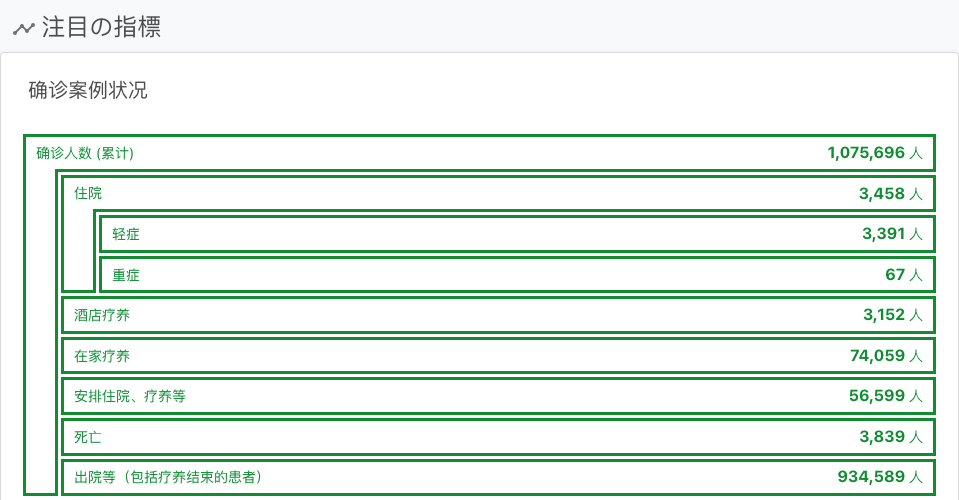 注目の指標
确诊案例状况
确诊人数 (累计) 1,075,696 人
住院 3,458 人
轻症 3,391 人
重症 67 人
酒店疗养 3,152 人
在家疗养 74,059 人
安排住院、疗养等 56,599 人
死亡 3,839 人
出院等（包括疗养结束的患者） 934,589 人